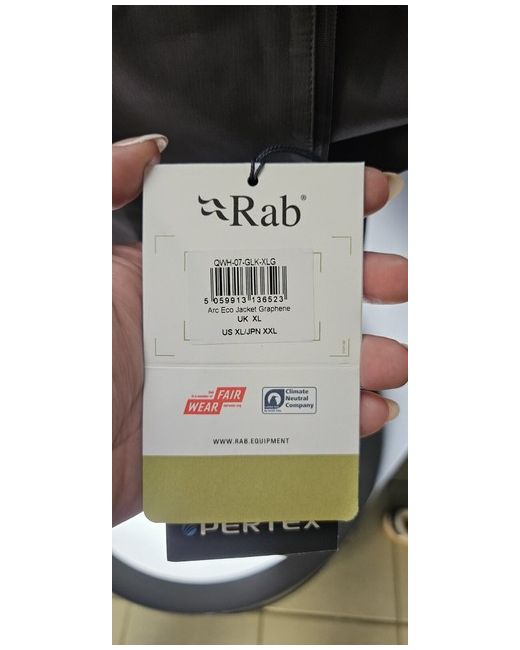 Rab®
QWH-07-GLK-XLG
5 059913 136523
Arc Eco Jacket Graphene
UK XL
US XL/JPN XXL
FAIR
WEAR
Climate
Neutral
Company
WWW.RAB.EQUIPMENT
PERTEX